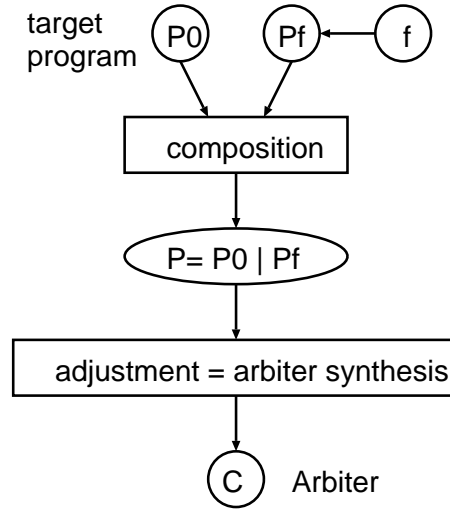 target
program
P0
Pf
f
composition
P= P0 | Pf
adjustment = arbiter synthesis
C
Arbiter